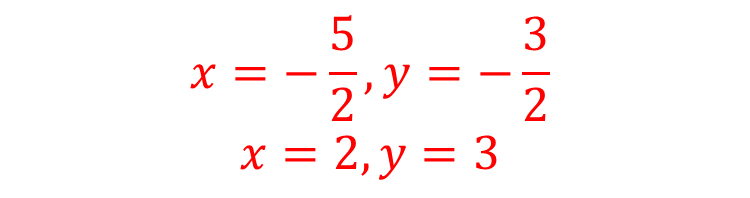 x = −5/2, y = −3/2
x = 2, y = 3